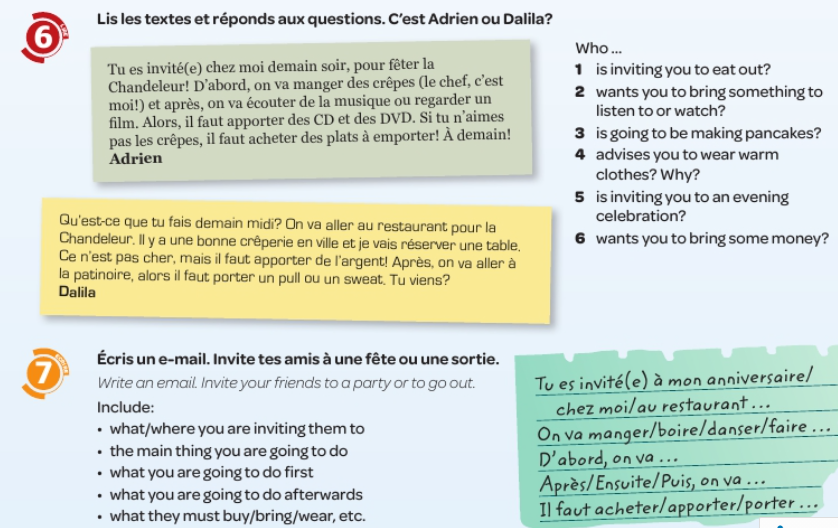 6
Lis les textes et réponds aux questions. C'est Adrien ou Dalila?
Tu es invité(e) chez moi demain soir, pour fêter la
Chandeleur! D'abord, on va manger des crêpes (le chef, c'est
moi!) et après, on va écouter de la musique ou regarder un
film. Alors, il faut apporter des CD et des DVD. Si tu n'aimes
pas les crêpes, il faut acheter des plats à emporter! À demain!
Adrien
Who ...
1 is inviting you to eat out?
2 wants you to bring something to
listen to or watch?
3 is going to be making pancakes?
4 advises you to wear warm
clothes? Why?
5 is inviting you to an evening
celebration?
6 wants you to bring some money?
Qu'est-ce que tu fais demain midi? On va aller au restaurant pour la
Chandeleur. Il y a une bonne crêperie en ville et je vais réserver une table.
Ce n'est pas cher, mais il faut apporter de l'argent! Après, on va aller à
la patinoire, alors il faut porter un pull ou un sweat. Tu viens?
Dalila
7
Écris un e-mail. Invite tes amis à une fête ou une sortie.
Write an email. Invite your friends to a party or to go out.
Include:
• what/where you are inviting them to
• the main thing you are going to do
• what you are going to do first
• what you are going to do afterwards
• what they must buy/bring/wear, etc.
Tu es invité(e) à mon anniversaire/
chez moi/au restaurant ...
On va manger/boire/danser/faire ...
D'abord, on va ...
Après/Ensuite/Puis, on va ...
Il faut acheter/apporter/porter ...